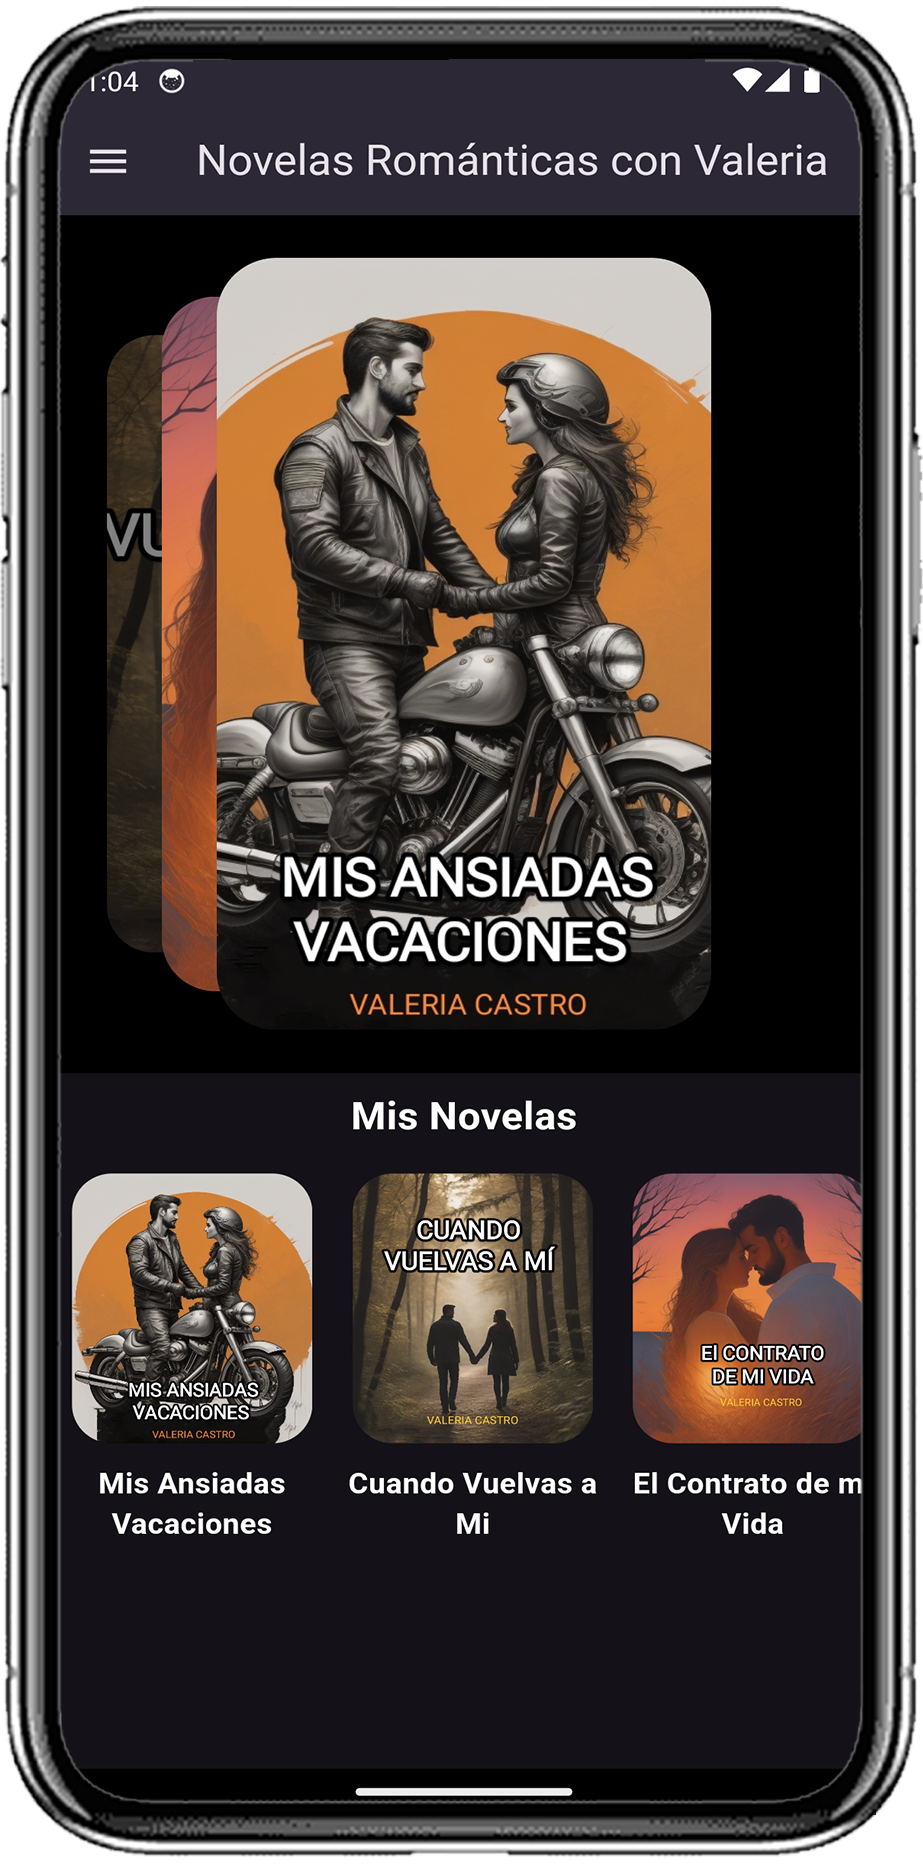 1:04
Novelas Románticas con Valeria
VU
MIS ANSIADAS
VACACIONES
VALERIA CASTRO
Mis Novelas
MIS ANSIADAS
VACACIONES
VALERIA CASTRO
CUANDO
VUELVAS A MÍ
VALERIA CASTRO
El CONTRATO
DE MI VIDA
VALERIA CASTRO
Mis Ansiadas
Vacaciones
Cuando Vuelvas a
Mi
El Contrato de m
Vida